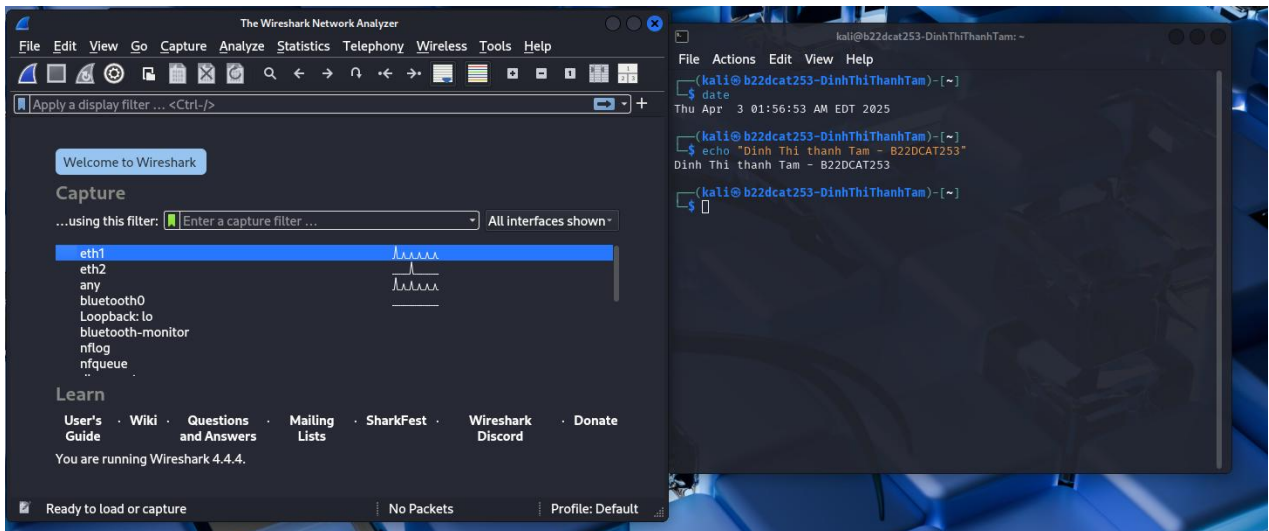 The Wireshark Network Analyzer
File Edit View Go Capture Analyze Statistics Telephony Wireless Tools Help
Apply a display filter ... <Ctrl-/>
Welcome to Wireshark
Capture
...using this filter: Enter a capture filter ... All interfaces shown
eth1
eth2
any
bluetooth0
Loopback: lo
bluetooth-monitor
nflog
nfqueue
Learn
User's Guide · Wiki · Questions and Answers · Mailing Lists · SharkFest · Wireshark Discord · Donate
You are running Wireshark 4.4.4.
Ready to load or capture No Packets Profile: Default
kali@b22dcat253-DinhThiThanhTam: ~
File Actions Edit View Help
┌──(kali㉿b22dcat253-DinhThiThanhTam)-[~]
└─$ date
Thu Apr  3 01:56:53 AM EDT 2025
┌──(kali㉿b22dcat253-DinhThiThanhTam)-[~]
└─$ echo "Dinh Thi thanh Tam - B22DCAT253"
Dinh Thi thanh Tam - B22DCAT253
┌──(kali㉿b22dcat253-DinhThiThanhTam)-[~]
└─$